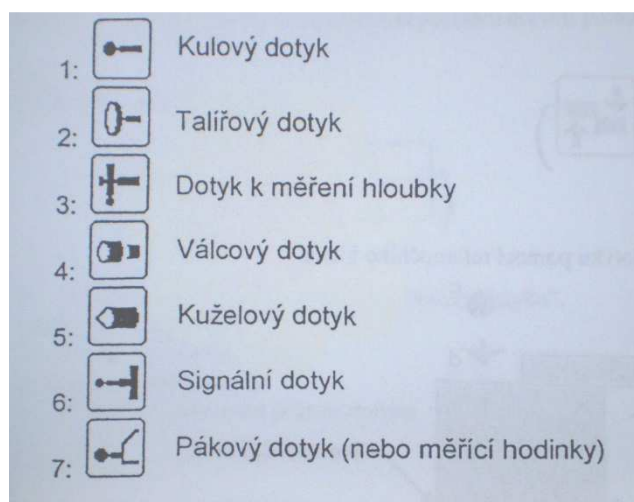 1: Kulový dotyk
2: Talířový dotyk
3: Dotyk k měření hloubky
4: Válcový dotyk
5: Kuželový dotyk
6: Signální dotyk
7: Pákový dotyk (nebo měřící hodinky)